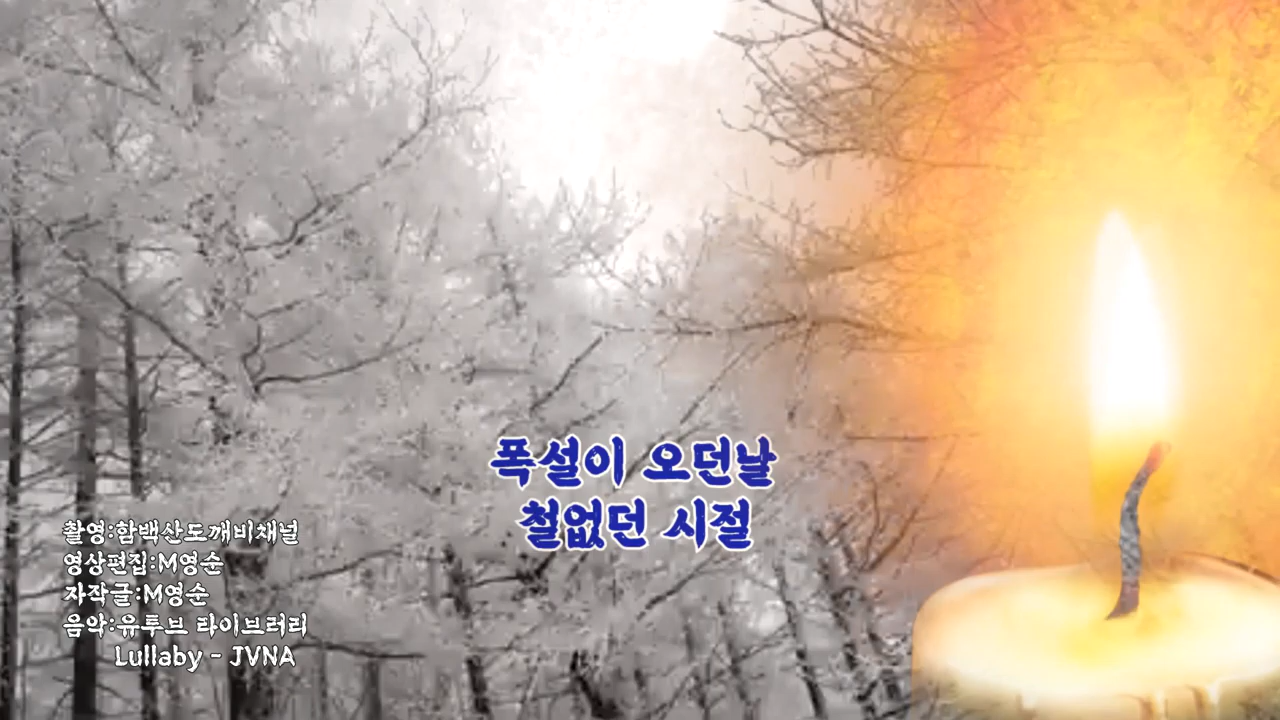 폭설이 오던날
철없던 시절
촬영:함백산도깨비채널
영상편집:M영순
자작글:M영순
음악:유투브 라이브러리
Lullaby - JVNA